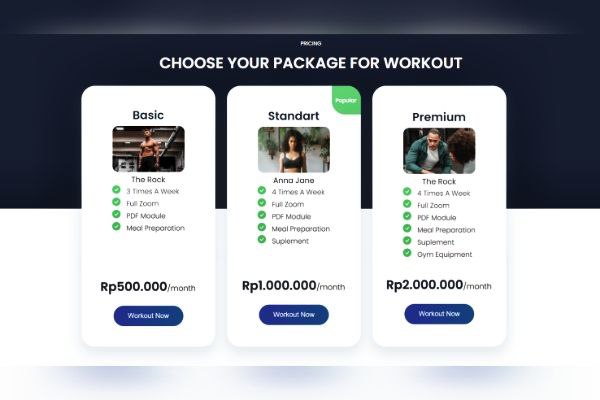 PRICING
CHOOSE YOUR PACKAGE FOR WORKOUT
Basic
The Rock
3 Times A Week
Full Zoom
PDF Module
Meal Preparation
Rp500.000/month
Workout Now
Popular
Standart
Anna Jane
4 Times A Week
Full Zoom
PDF Module
Meal Preparation
Suplement
Rp1.000.000/month
Workout Now
Premium
The Rock
4 Times A Week
Full Zoom
PDF Module
Meal Preparation
Suplement
Gym Equipment
Rp2.000.000/month
Workout Now